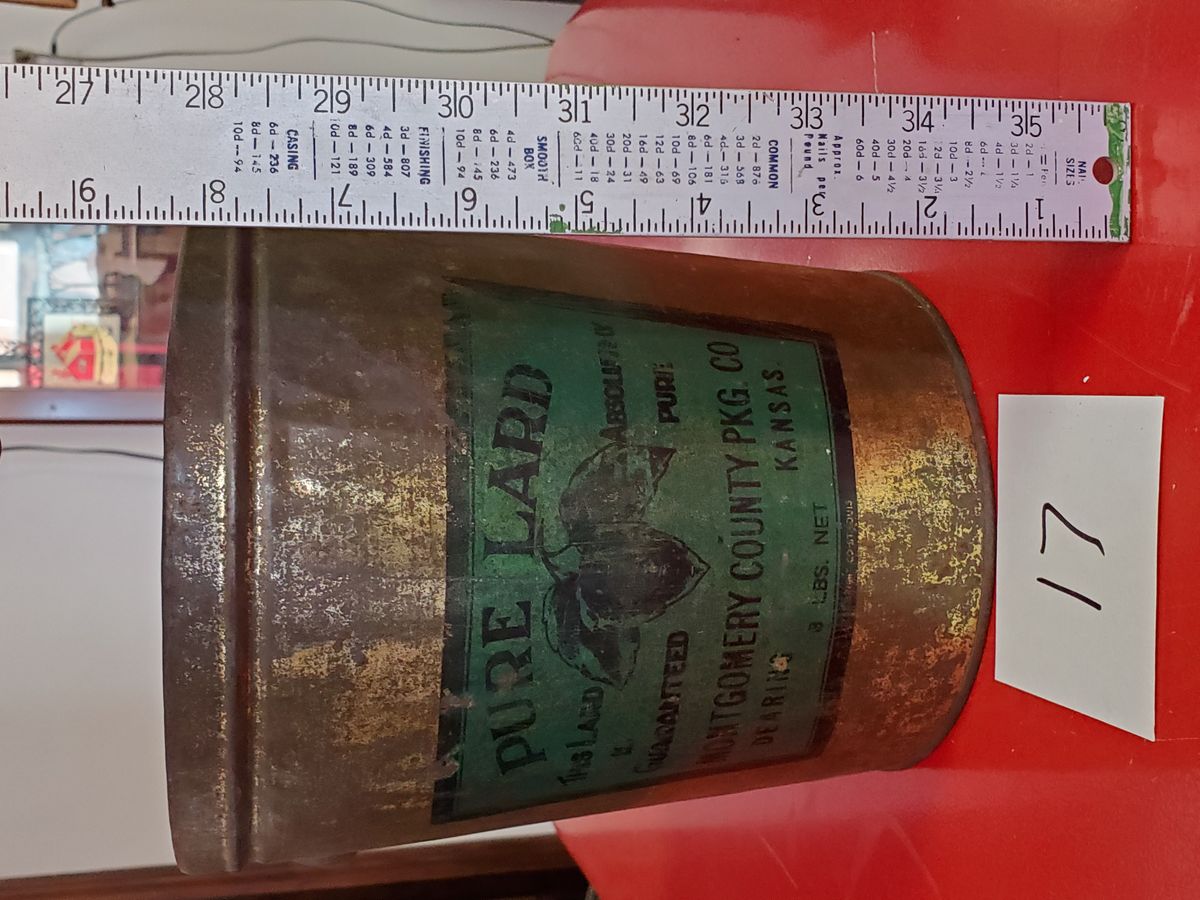 27 28 29 30 31 32 33 34 35
NAIL
SIZES
2d — 1
3d — 1¼
4d — 1½
8d — 2½
10d — 3
12d — 3¼
16d — 3½
20d — 4
30d — 4½
40d — 5
60d — 6
Approx.
Nails per
Pound
COMMON
2d — 876
3d — 568
4d — 316
6d — 181
8d — 106
10d — 69
12d — 63
16d — 49
20d — 31
30d — 24
40d — 18
60d — 11
SMOOTH
BOX
4d — 473
6d — 236
8d — 145
10d — 94
FINISHING
3d — 807
4d — 584
6d — 309
8d — 189
10d — 121
CASING
6d — 236
8d — 145
10d — 94
9 8 7 6 5 4 3 2 1
PURE LARD
THIS LARD
ABSOLUTELY
GUARANTEED
PURE
MONTGOMERY COUNTY PKG. CO
DEARING
KANSAS.
8 LBS. NET
17